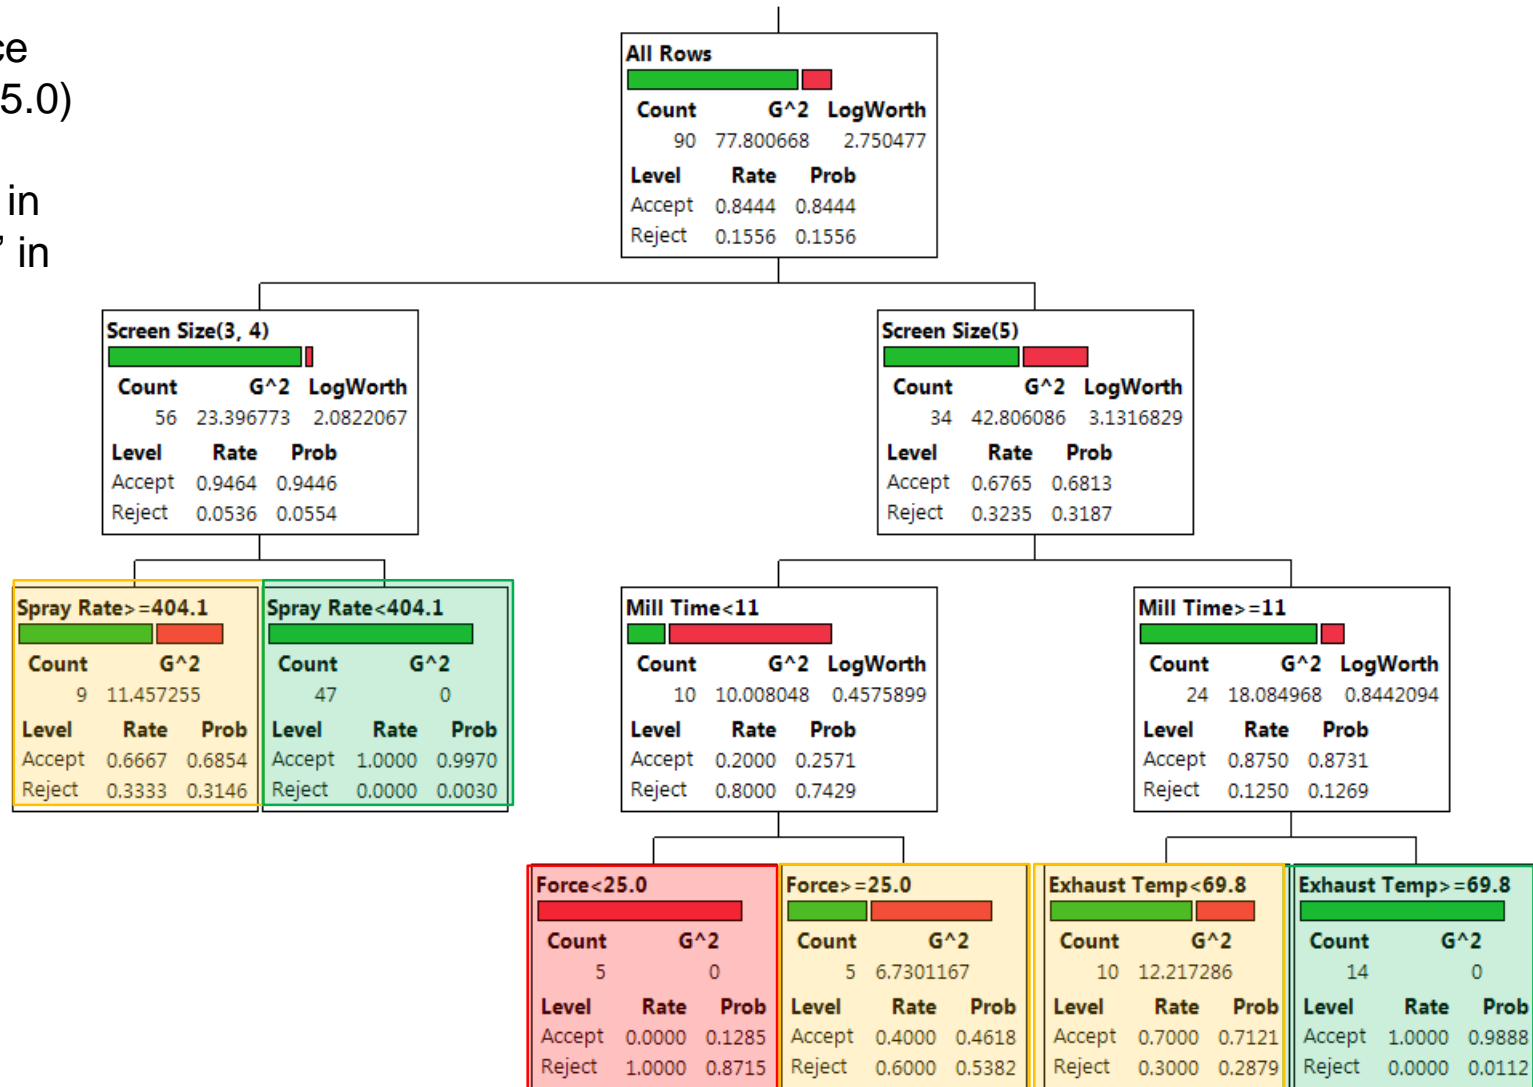 ce
5.0)
in
’ in
All Rows
Count G^2 LogWorth
90 77.800668 2.750477
Level Rate Prob
Accept 0.8444 0.8444
Reject 0.1556 0.1556
Screen Size(3, 4)
Count G^2 LogWorth
56 23.396773 2.0822067
Level Rate Prob
Accept 0.9464 0.9446
Reject 0.0536 0.0554
Screen Size(5)
Count G^2 LogWorth
34 42.806086 3.1316829
Level Rate Prob
Accept 0.6765 0.6813
Reject 0.3235 0.3187
Spray Rate>=404.1
Count G^2
9 11.457255
Level Rate Prob
Accept 0.6667 0.6854
Reject 0.3333 0.3146
Spray Rate<404.1
Count G^2
47 0
Level Rate Prob
Accept 1.0000 0.9970
Reject 0.0000 0.0030
Mill Time<11
Count G^2 LogWorth
10 10.008048 0.4575899
Level Rate Prob
Accept 0.2000 0.2571
Reject 0.8000 0.7429
Mill Time>=11
Count G^2 LogWorth
24 18.084968 0.8442094
Level Rate Prob
Accept 0.8750 0.8731
Reject 0.1250 0.1269
Force<25.0
Count G^2
5 0
Level Rate Prob
Accept 0.0000 0.1285
Reject 1.0000 0.8715
Force>=25.0
Count G^2
5 6.7301167
Level Rate Prob
Accept 0.4000 0.4618
Reject 0.6000 0.5382
Exhaust Temp<69.8
Count G^2
10 12.217286
Level Rate Prob
Accept 0.7000 0.7121
Reject 0.3000 0.2879
Exhaust Temp>=69.8
Count G^2
14 0
Level Rate Prob
Accept 1.0000 0.9888
Reject 0.0000 0.0112